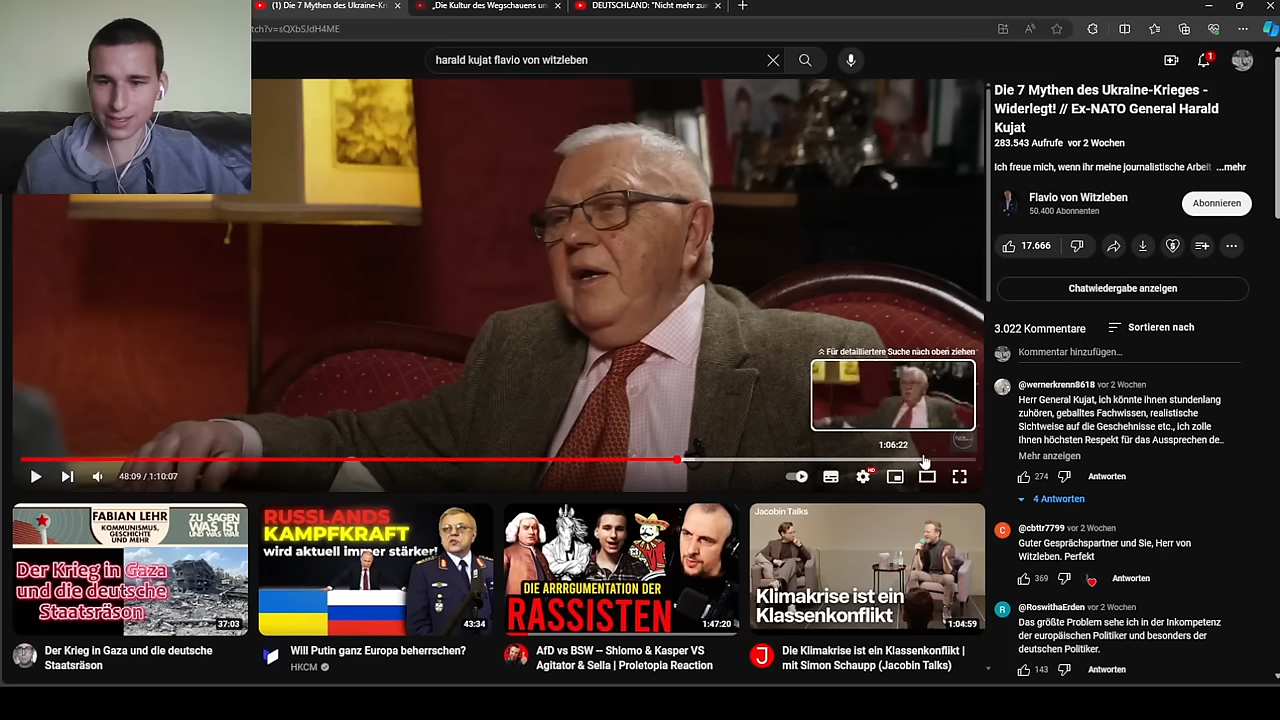 (1) Die 7 Mythen des Ukraine-Kri
„Die Kultur des Wegschauens un
DEUTSCHLAND: "Nicht mehr zu
tch?v=sQXbSJdH4ME
harald kujat flavio von witzleben
1
Die 7 Mythen des Ukraine-Krieges -
Widerlegt! // Ex-NATO General Harald
Kujat
283.543 Aufrufe vor 2 Wochen
Ich freue mich, wenn ihr meine journalistische Arbeit ...mehr
Flavio von Witzleben
50.400 Abonnenten
Abonnieren
17.666
Chatwiedergabe anzeigen
3.022 Kommentare
Sortieren nach
Kommentar hinzufügen...
@wernerkrenn8618 vor 2 Wochen
Herr General Kujat, ich könnte ihnen stundenlang
zuhören, geballtes Fachwissen, realistische
Sichtweise auf die Geschehnisse etc., ich zolle
Ihnen höchsten Respekt für das Aussprechen de...
Mehr anzeigen
274
Antworten
4 Antworten
C
@cbttr7799 vor 2 Wochen
Guter Gesprächspartner und Sie, Herr von
Witzleben. Perfekt
369
Antworten
R
@RoswithaErden vor 2 Wochen
Das größte Problem sehe ich in der Inkompetenz
der europäischen Politiker und besonders der
deutschen Politiker.
143
Antworten
Für detailliertere Suche nach oben ziehen
1:06:22
48:09 / 1:10:07
HD
FABIAN LEHR
KOMMUNISMUS,
GESCHICHTE
UND MEHR
ZU SAGEN
WAS IST
UND WAS WAR
Der Krieg in Gaza
und die deutsche
Staatsräson
37:03
Der Krieg in Gaza und die deutsche
Staatsräson
RUSSLANDS
KAMPFKRAFT
wird aktuell immer stärker!
43:34
Will Putin ganz Europa beherrschen?
HKCM
DIE ARRRGUMENTATION DER
RASSISTEN
1:47:20
AfD vs BSW -- Shlomo & Kasper VS
Agitator & Sella | Proletopia Reaction
Jacobin Talks
Klimakrise ist ein
Klassenkonflikt
1:04:59
J
Die Klimakrise ist ein Klassenkonflikt |
mit Simon Schaupp (Jacobin Talks)